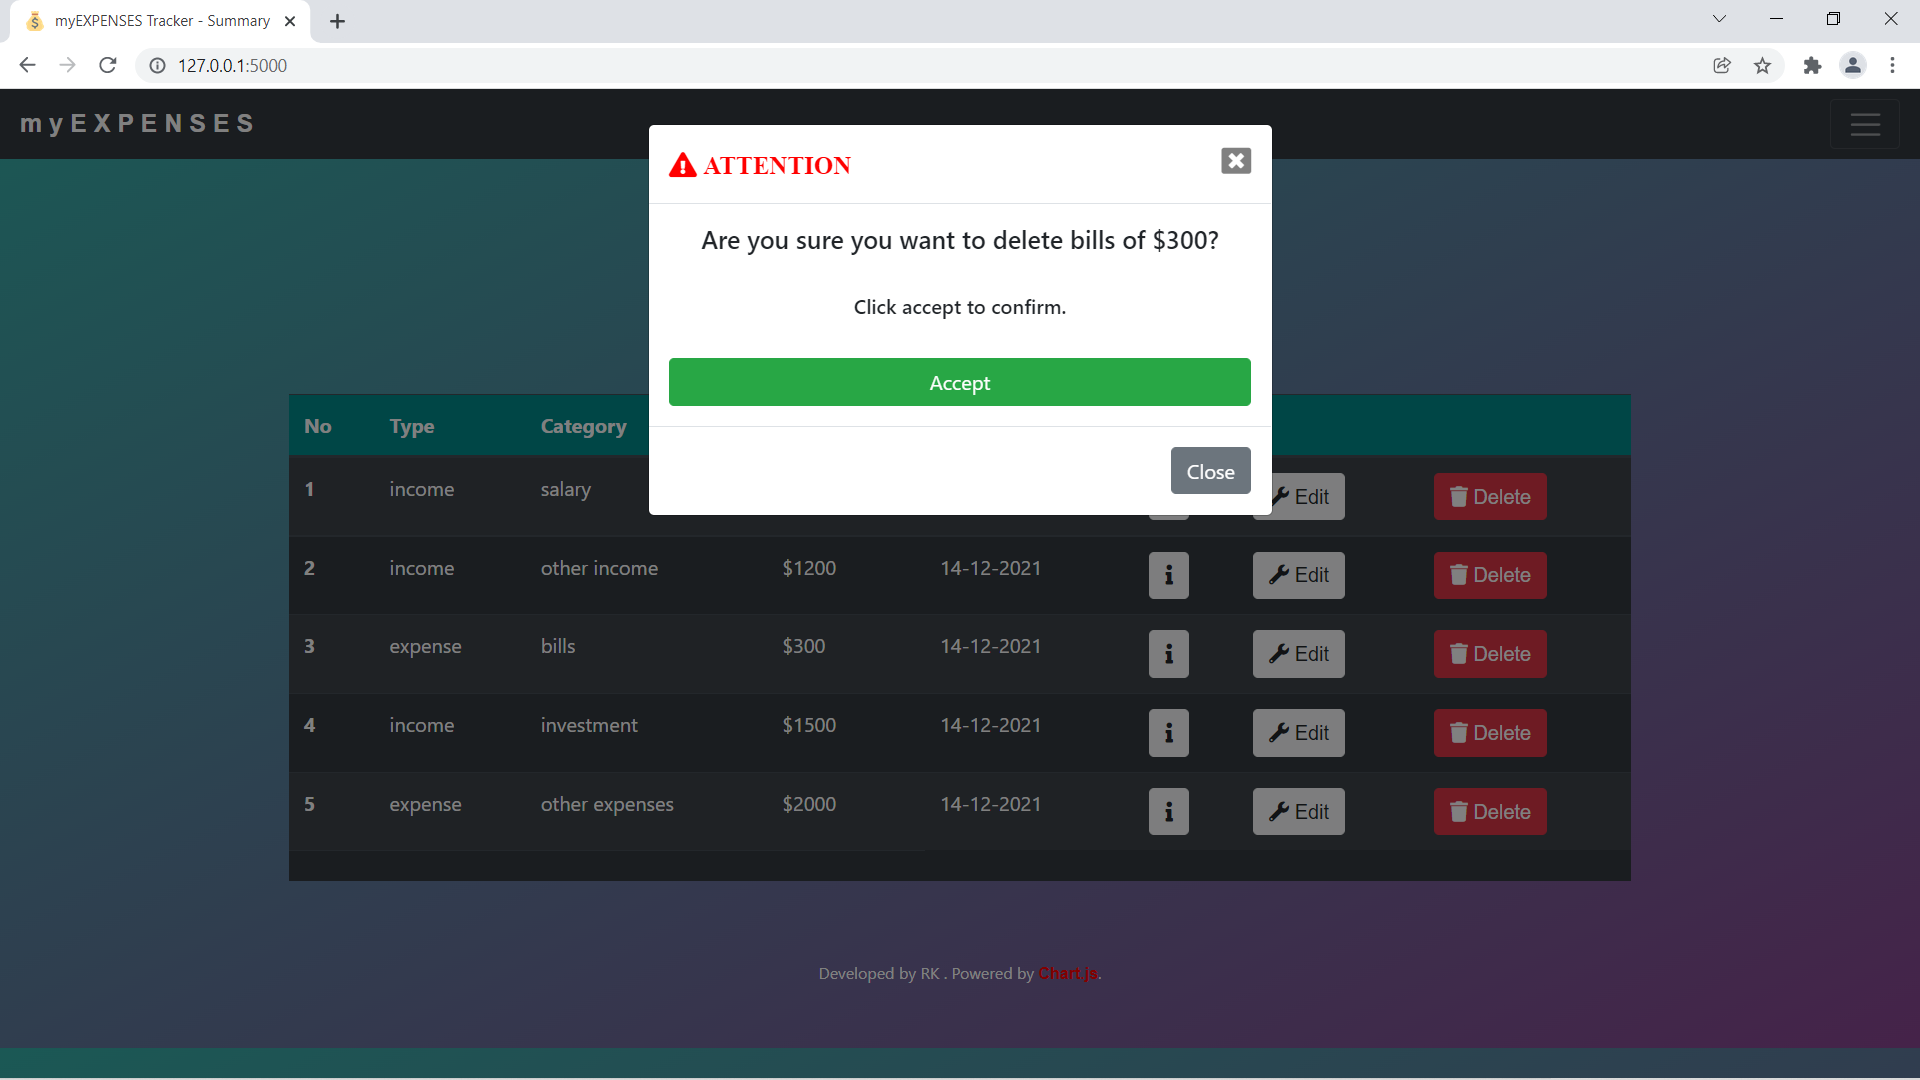 myEXPENSES Tracker - Summary
127.0.0.1:5000
myEXPENSES
ATTENTION
Are you sure you want to delete bills of $300?
Click accept to confirm.
Accept
Close
No Type Category
1 income salary Edit Delete
2 income other income $1200 14-12-2021 i Edit Delete
3 expense bills $300 14-12-2021 i Edit Delete
4 income investment $1500 14-12-2021 i Edit Delete
5 expense other expenses $2000 14-12-2021 i Edit Delete
Developed by RK . Powered by Chart js.